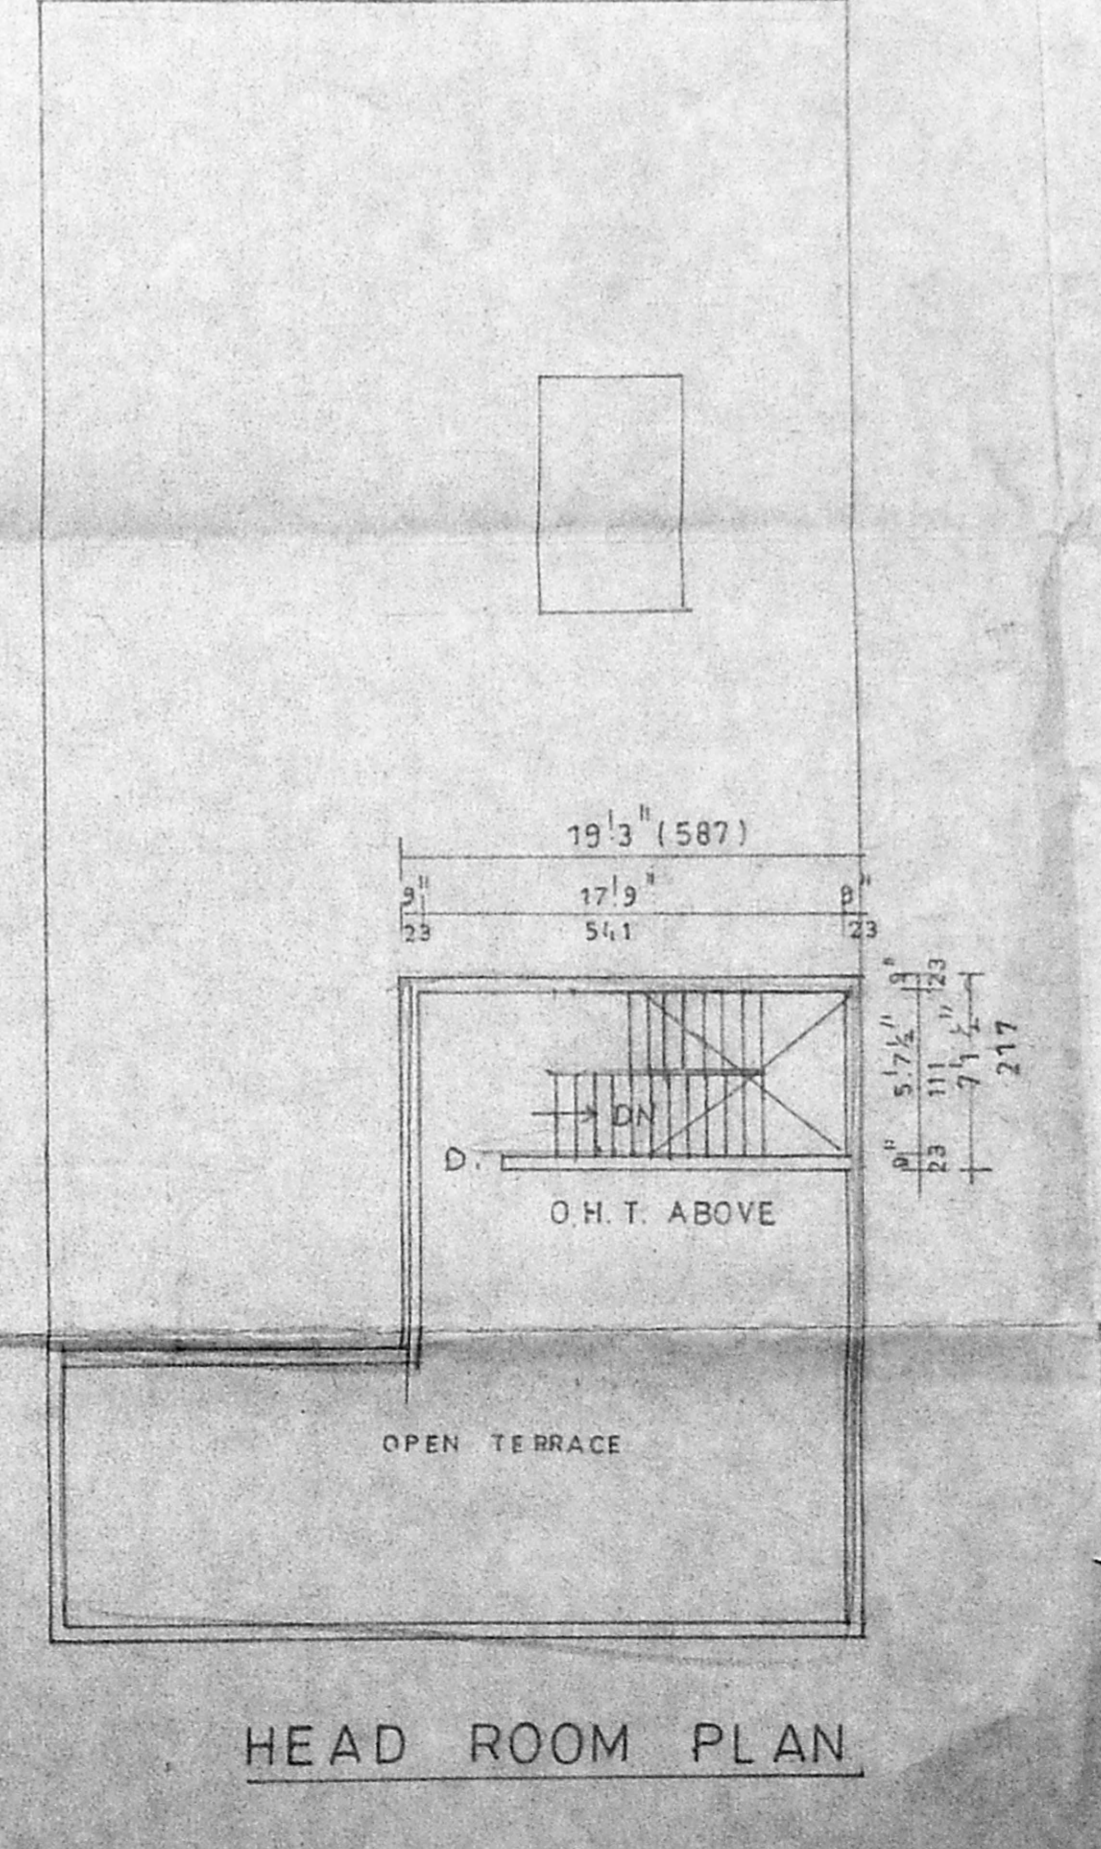 19'3" (587)
9" 17'9" 9"
23 541 23
9" 5'7½" 9"
23 111 23
7'1½"
217
DN
D.
O.H.T. ABOVE
OPEN TERRACE
HEAD ROOM PLAN